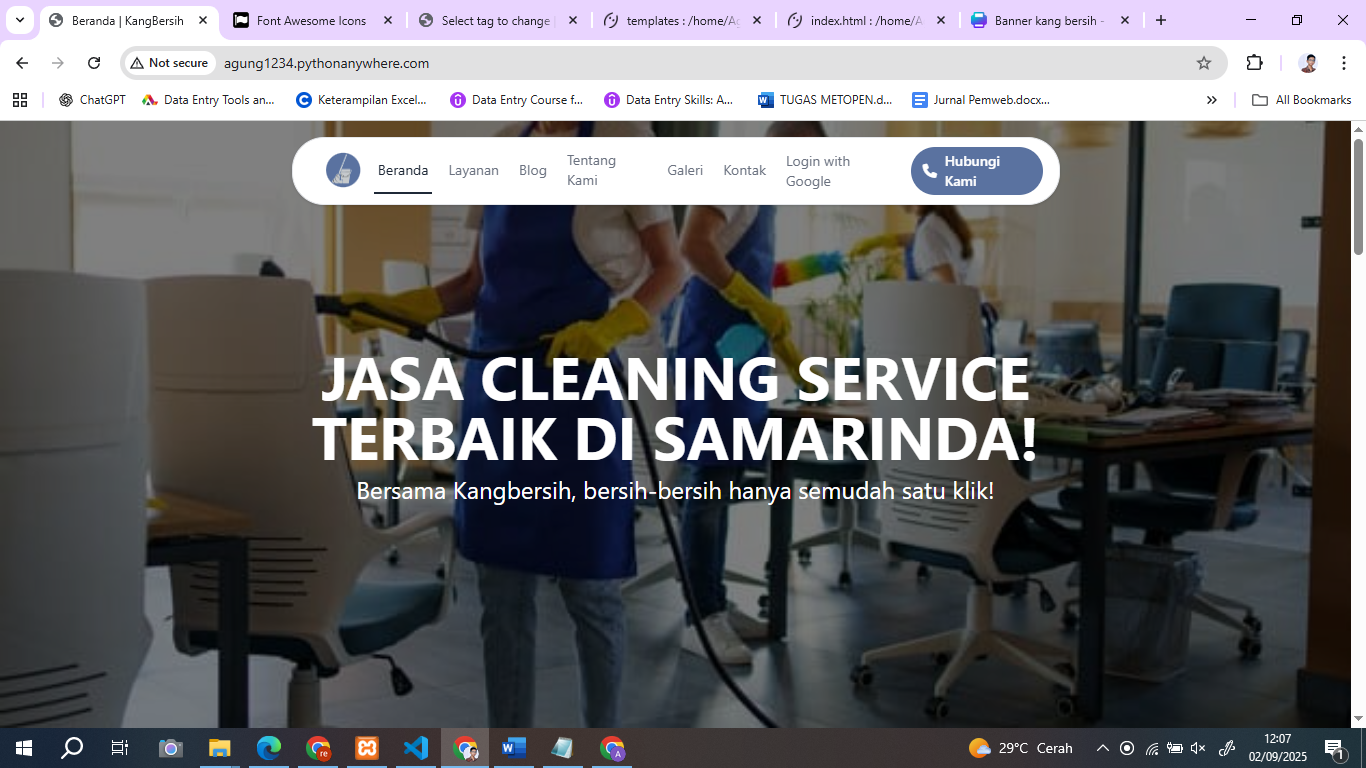 Beranda | KangBersih
Font Awesome Icons
Select tag to change
templates : /home/Ag
index.html : /home/A
Banner kang bersih -
Not secure
agung1234.pythonanywhere.com
ChatGPT
Data Entry Tools an...
Keterampilan Excel...
Data Entry Course f...
Data Entry Skills: A...
TUGAS METOPEN.d...
Jurnal Pemweb.docx...
All Bookmarks
Beranda
Layanan
Blog
Tentang
Kami
Galeri
Kontak
Login with
Google
Hubungi
Kami
JASA CLEANING SERVICE
TERBAIK DI SAMARINDA!
Bersama Kangbersih, bersih-bersih hanya semudah satu klik!
re
A
29°C Cerah
12:07
02/09/2025
1